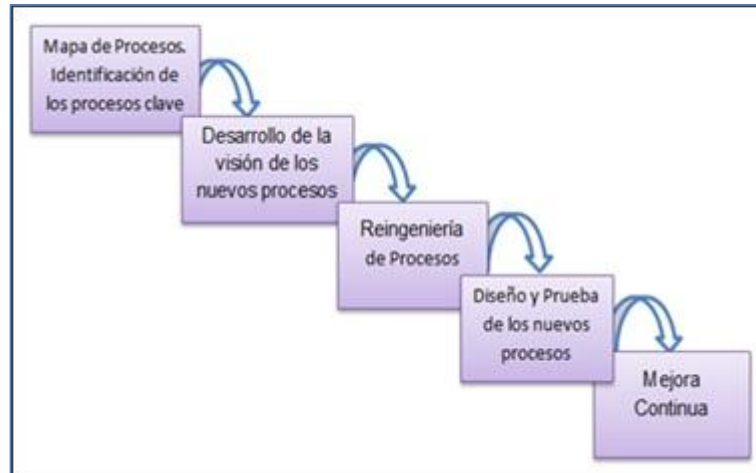 Mapa de Procesos.
Identificación de
los procesos clave
Desarrollo de la
visión de los
nuevos procesos
Reingeniería
de Procesos
Diseño y Prueba
de los nuevos
procesos
Mejora
Continua